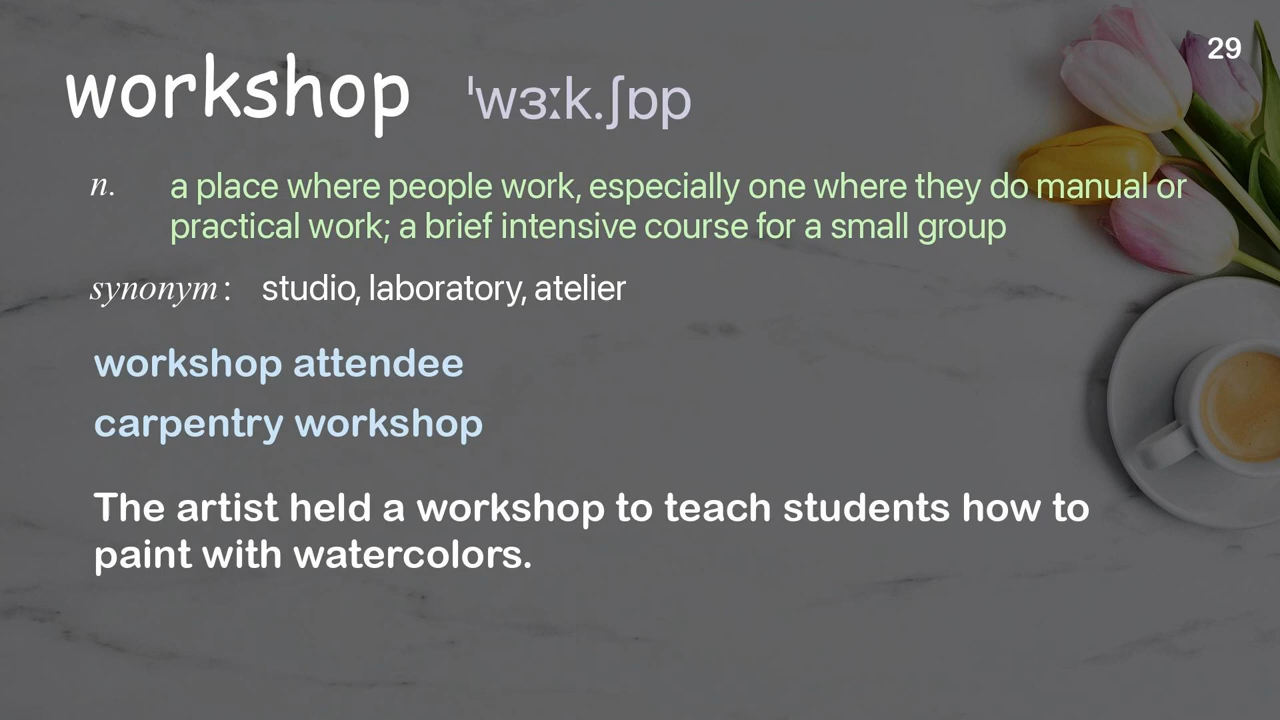 29
workshop ˈwɜːk.ʃɒp
n. a place where people work, especially one where they do manual or
practical work; a brief intensive course for a small group
synonym: studio, laboratory, atelier
workshop attendee
carpentry workshop
The artist held a workshop to teach students how to
paint with watercolors.